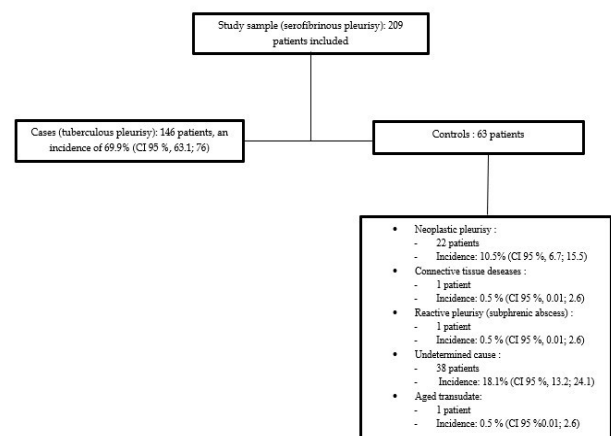 Study sample (serofibrinous pleurisy): 209
patients included
Cases (tuberculous pleurisy): 146 patients, an
incidence of 69.9% (CI 95 %, 63.1; 76)
Controls : 63 patients
• Neoplastic pleurisy :
- 22 patients
- Incidence: 10.5% (CI 95 %, 6.7; 15.5)
• Connective tissue deseases :
- 1 patient
- Incidence: 0.5 % (CI 95 %, 0.01; 2.6)
• Reactive pleurisy (subphrenic abscess) :
- 1 patient
- Incidence: 0.5 % (CI 95 %, 0.01; 2.6)
• Undetermined cause :
- 38 patients
- Incidence: 18.1% (CI 95 %, 13.2; 24.1)
• Aged transudate:
- 1 patient
- Incidence: 0.5 % (CI 95 %0.01; 2.6)